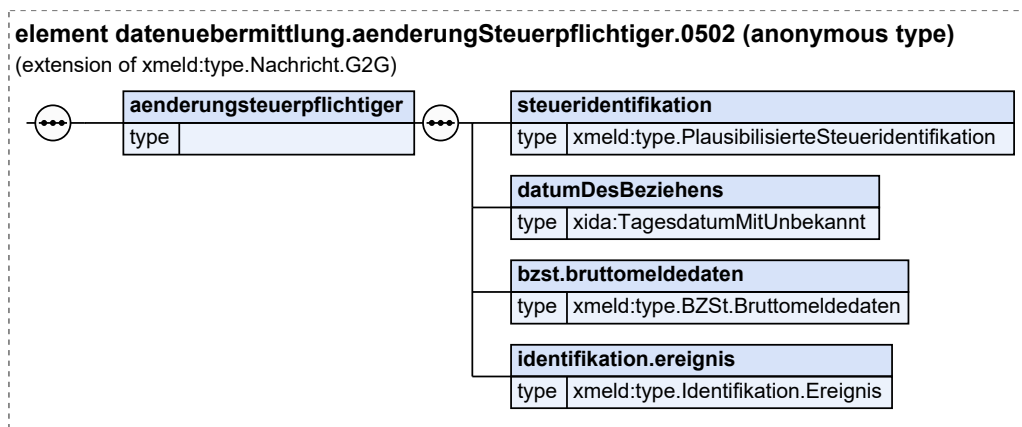 element datenuebermittlung.aenderungSteuerpflichtiger.0502 (anonymous type)
(extension of xmeld:type.Nachricht.G2G)
aenderungsteuerpflichtiger
type
steueridentifikation
type xmeld:type.PlausibilisierteSteueridentifikation
datumDesBeziehens
type xida:TagesdatumMitUnbekannt
bzst.bruttomeldedaten
type xmeld:type.BZSt.Bruttomeldedaten
identifikation.ereignis
type xmeld:type.Identifikation.Ereignis